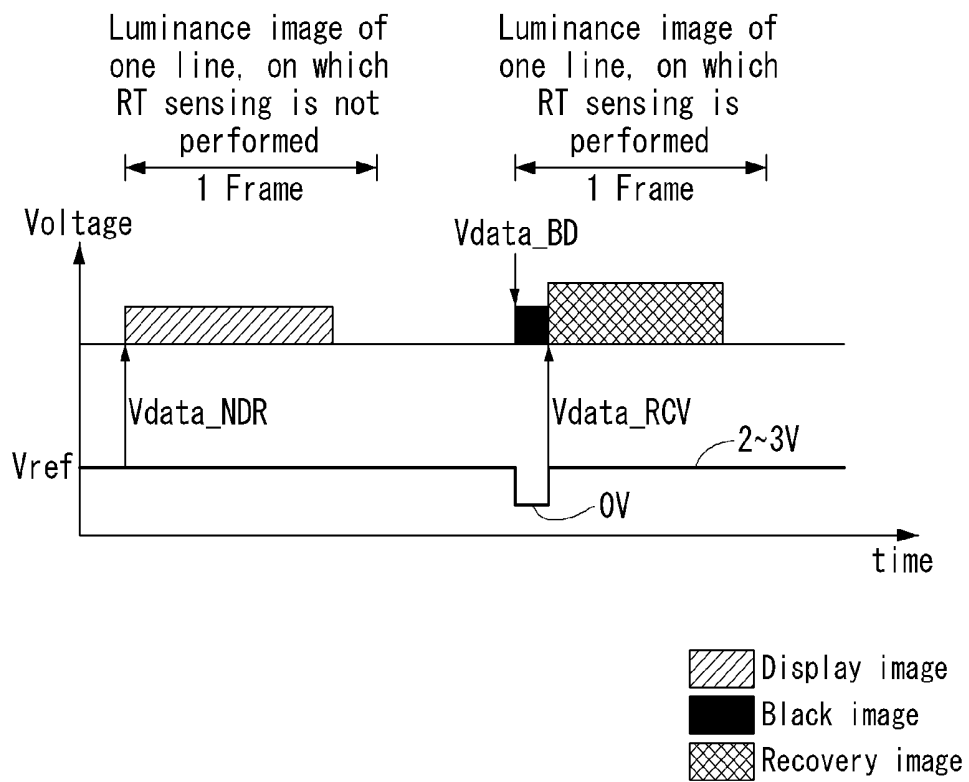 Luminance image of
one line, on which
RT sensing is not
performed
1 Frame
Luminance image of
one line, on which
RT sensing is
performed
1 Frame
Voltage
Vdata_BD
Vdata_NDR
Vdata_RCV
Vref
2~3V
0V
time
Display image
Black image
Recovery image